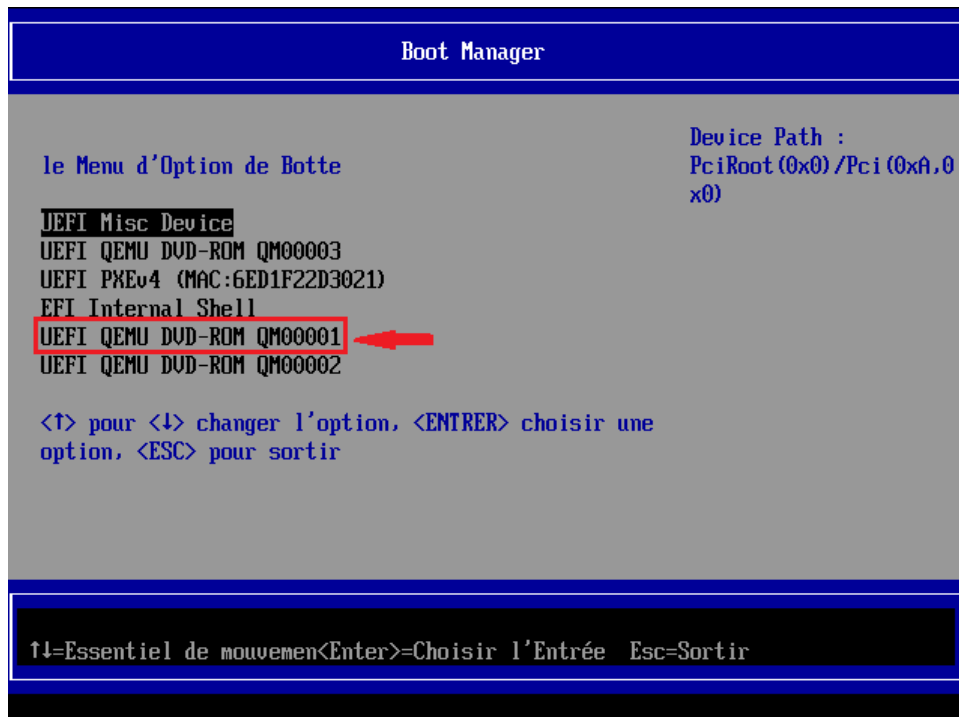 Boot Manager
le Menu d'Option de Botte
UEFI Misc Device
UEFI QEMU DVD-ROM QM00003
UEFI PXEv4 (MAC:6ED1F22D3021)
EFI Internal Shell
UEFI QEMU DVD-ROM QM00001
UEFI QEMU DVD-ROM QM00002
<↑> pour <↓> changer l'option, <ENTRER> choisir une
option, <ESC> pour sortir
Device Path :
PciRoot(0x0)/Pci(0xA,0
x0)
↑↓=Essentiel de mouvemen<Enter>=Choisir l'Entrée Esc=Sortir